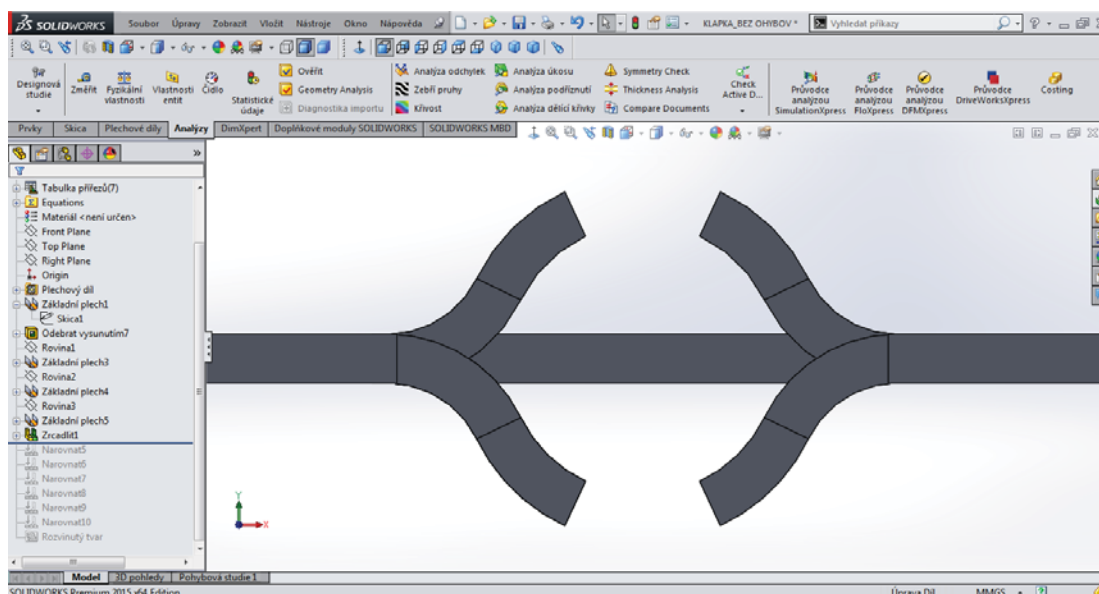 SOLIDWORKS Soubor Úpravy Zobrazit Vložit Nástroje Okno Nápověda KLAPKA_BEZ OHYBOV * Vyhledat příkazy
Designová studie
Změřit
Fyzikální vlastnosti
Vlastnosti entit
Čidlo
Statistické údaje
Ověřit
Geometry Analysis
Diagnostika importu
Analýza odchylek
Zebří pruhy
Křivost
Analýza úkosu
Analýza podříznutí
Analýza dělicí křivky
Symmetry Check
Thickness Analysis
Compare Documents
Check Active D...
Průvodce analýzou SimulationXpress
Průvodce analýzou FloXpress
Průvodce analýzou DFMXpress
Průvodce DriveWorksXpress
Costing
Prvky Skica Plechové díly Analýzy DimXpert Doplňkové moduly SOLIDWORKS SOLIDWORKS MBD
Tabulka přířezů(7)
Equations
Materiál <není určen>
Front Plane
Top Plane
Right Plane
Origin
Plechový díl
Základní plech1
Skica1
Odebrat vysunutím7
Rovina1
Základní plech3
Rovina2
Základní plech4
Rovina3
Základní plech5
Zrcadlit1
Narovnat5
Narovnat6
Narovnat7
Narovnat8
Narovnat9
Narovnat10
Rozvinutý tvar
Y
X
Model 3D pohledy Pohybová studie 1
SOLIDWORKS Premium 2015 x64 Edition Úprava Díl MMGS